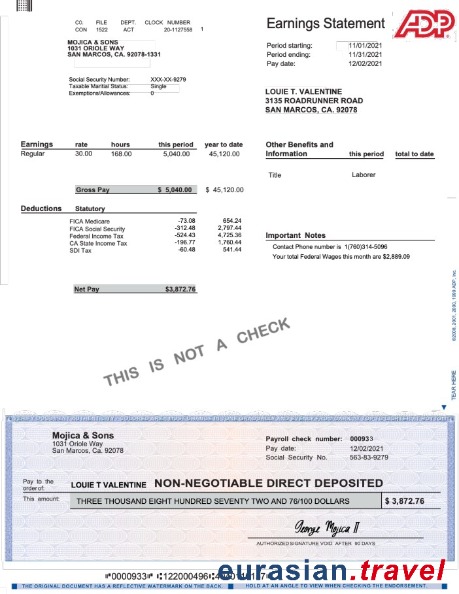 CO. FILE DEPT. CLOCK NUMBER
CON 1522 ACT 20-1127558 1
Earnings Statement
ADP
MOJICA & SONS
1031 ORIOLE WAY
SAN MARCOS, CA. 92078-1331
Period starting: 11/01/2021
Period ending: 11/31/2021
Pay date: 12/02/2021
Social Security Number: XXX-XX-9279
Taxable Marital Status: Single
Exemptions/Allowances: 0
LOUIE T. VALENTINE
3135 ROADRUNNER ROAD
SAN MARCOS, CA. 92078
Earnings rate hours this period year to date
Regular 30.00 168.00 5,040.00 45,120.00
Gross Pay $ 5,040.00 $ 45,120.00
Other Benefits and
Information this period total to date
Title Laborer
Deductions Statutory
FICA Medicare -73.08 654.24
FICA Social Security -312.48 2,797.44
Federal Income Tax -524.43 4,725.36
CA State Income Tax -196.77 1,760.44
SDI Tax -60.48 541.44
Net Pay $3,872.76
Important Notes
Contact Phone number is 1(760)314-5096
Your total Federal Wages this month are $2,889.09
THIS IS NOT A CHECK
TEAR HERE
Mojica & Sons
1031 Oriole Way
San Marcos, Ca. 92078
Payroll check number: 000933
Pay date: 12/02/2021
Social Security No. 563-83-9279
Pay to the
order of: LOUIE T VALENTINE NON-NEGOTIABLE DIRECT DEPOSITED
This amount: THREE THOUSAND EIGHT HUNDRED SEVENTY TWO AND 76/100 DOLLARS $ 3,872.76
George Mojica II
AUTHORIZED SIGNATURE VOID AFTER 90 DAYS
eurasian.travel
THE ORIGINAL DOCUMENT HAS A REFLECTIVE WATERMARK ON THE BACK. HOLD AT AN ANGLE TO VIEW WHEN CHECKING THE ENDORSEMENT.